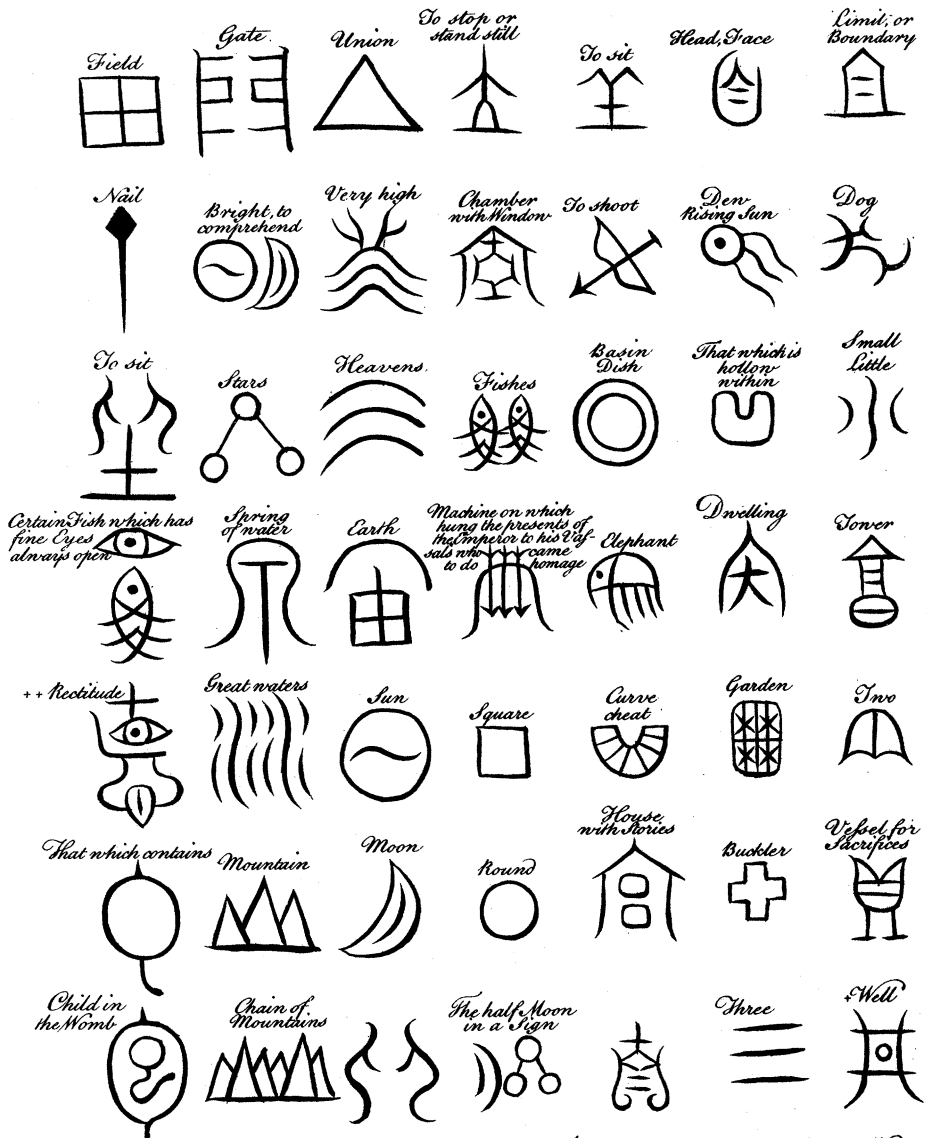 Field
Gate.
Union
To stop or
stand still
To sit
Head, Face
Limit, or
Boundary
Nail
Bright, to
comprehend
Very high
Chamber
with Window
To shoot
Dew
Rising Sun
Dog
To sit
Stars
Heavens.
Fishes
Basin
Dish
That which is
hollow
within
Small
Little
Certain Fish which has
fine Eyes
always open
Spring
of water
Earth
Machine on which
hung the presents of
the Emperor to his Vas-
sals who came
to do homage
Elephant
Dwelling
Tower
++ Rectitude
Great waters
Sun
Square
Curve
cheat
Garden
Two
That which contains
Mountain
Moon
Round
House
with Stories
Buckler
Vessel for
Sacrifices
Child in
the Womb
Chain of
Mountains
The half Moon
in a Sign
Three
+Well